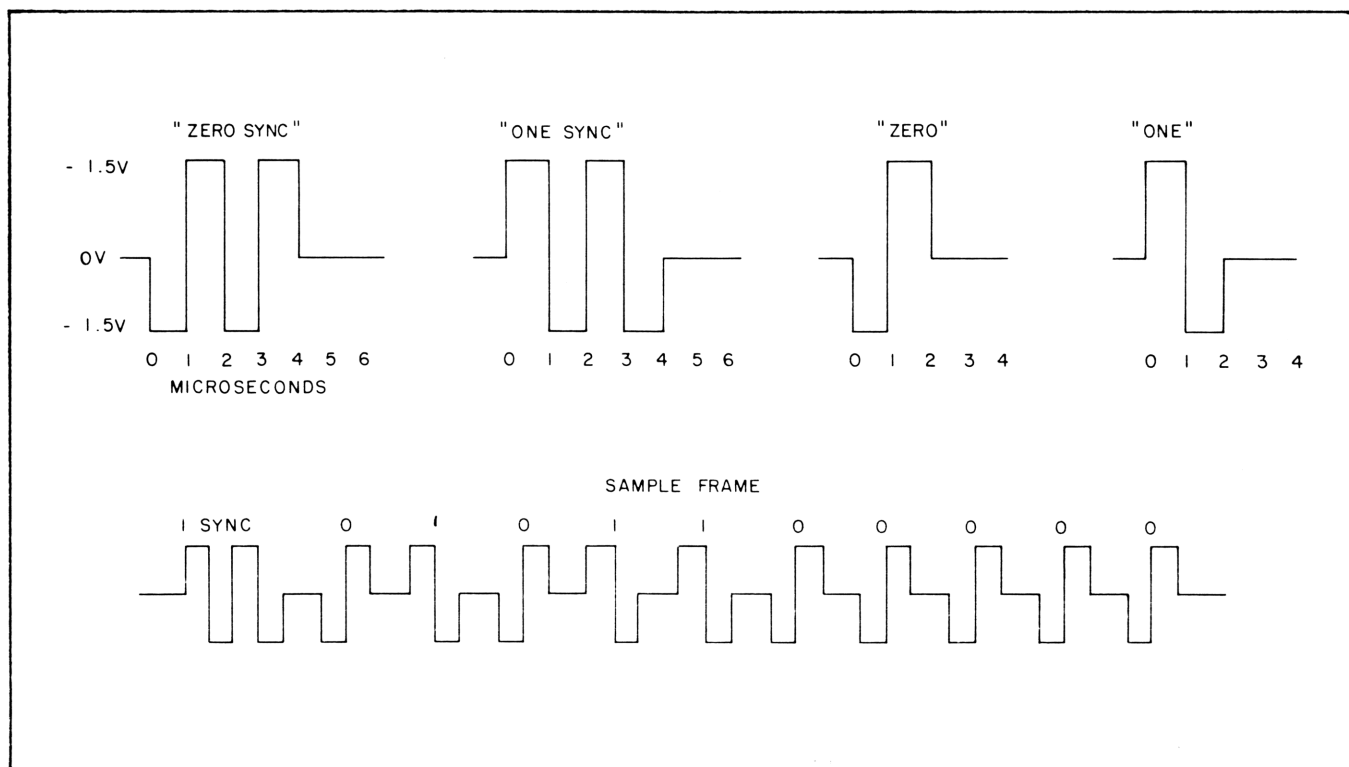 "ZERO SYNC" "ONE SYNC" "ZERO" "ONE"
- 1.5V
0V
- 1.5V
0 1 2 3 4 5 6 0 1 2 3 4 5 6 0 1 2 3 4 0 1 2 3 4
MICROSECONDS
SAMPLE FRAME
1 SYNC 0 1 0 1 1 0 0 0 0 0